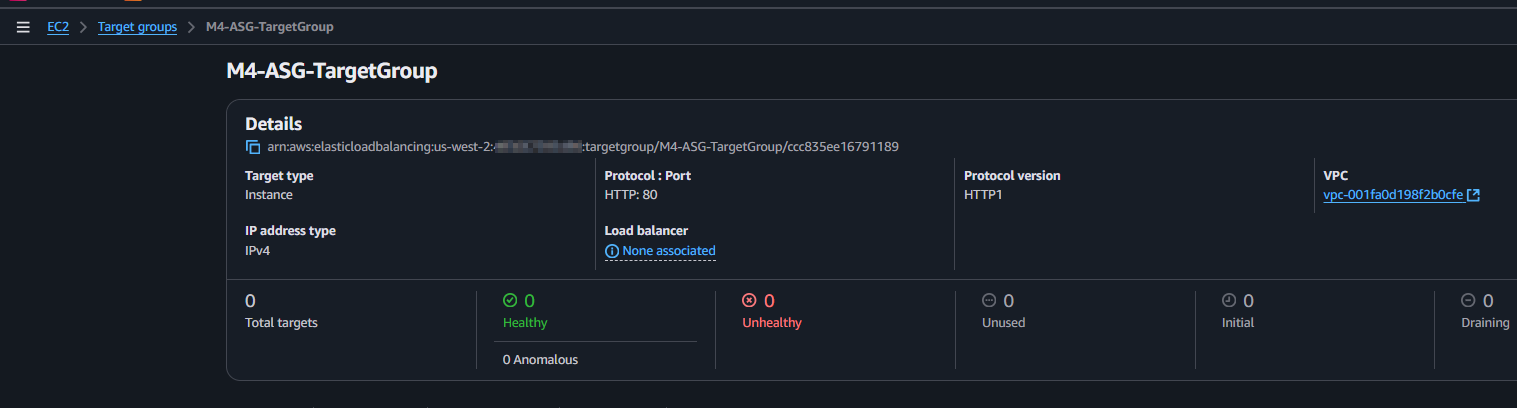 EC2 > Target groups > M4-ASG-TargetGroup
M4-ASG-TargetGroup
Details
arn:aws:elasticloadbalancing:us-west-2: :targetgroup/M4-ASG-TargetGroup/ccc835ee16791189
Target type
Instance
Protocol : Port
HTTP: 80
Protocol version
HTTP1
VPC
vpc-001fa0d198f2b0cfe
IP address type
IPv4
Load balancer
None associated
0
Total targets
0
Healthy
0 Anomalous
0
Unhealthy
0
Unused
0
Initial
0
Draining